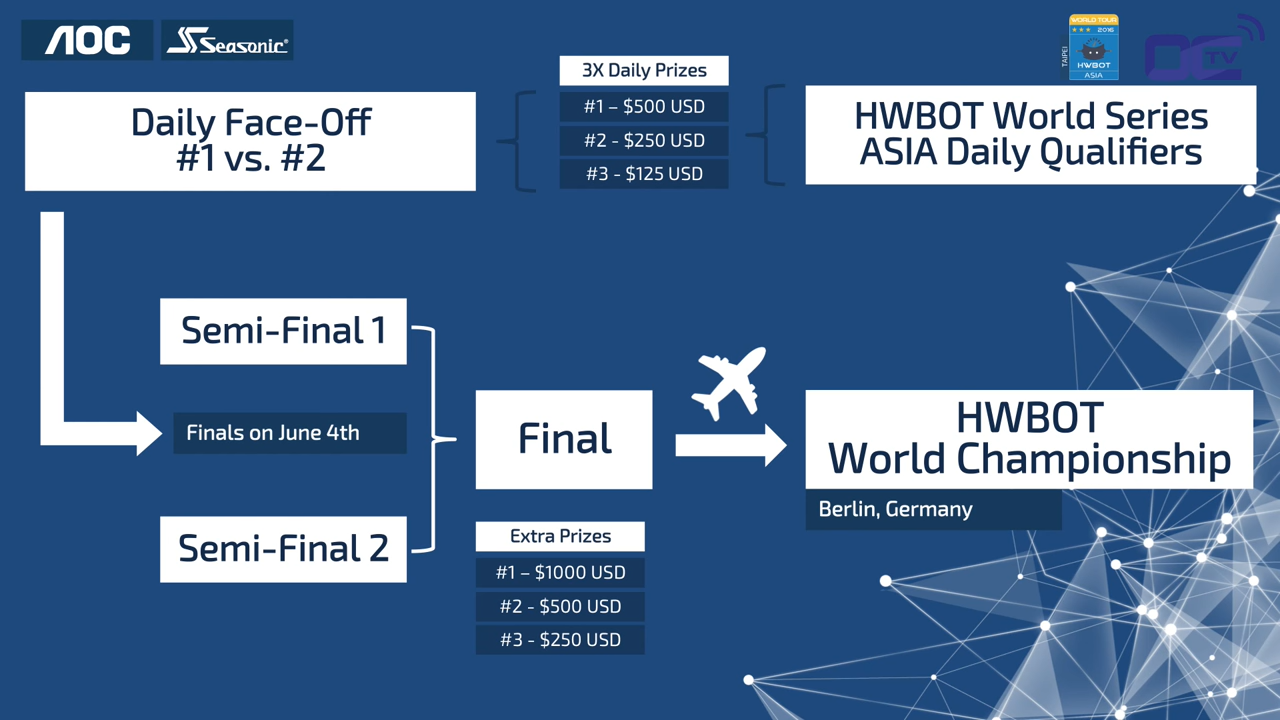 AOC
Seasonic®
WORLD TOUR
2016
TAIPEI
HWBOT
ASIA
OC
TV
Daily Face-Off
#1 vs. #2
3X Daily Prizes
#1 – $500 USD
#2 - $250 USD
#3 - $125 USD
HWBOT World Series
ASIA Daily Qualifiers
Semi-Final 1
Finals on June 4th
Semi-Final 2
Final
Extra Prizes
#1 – $1000 USD
#2 - $500 USD
#3 - $250 USD
HWBOT
World Championship
Berlin, Germany